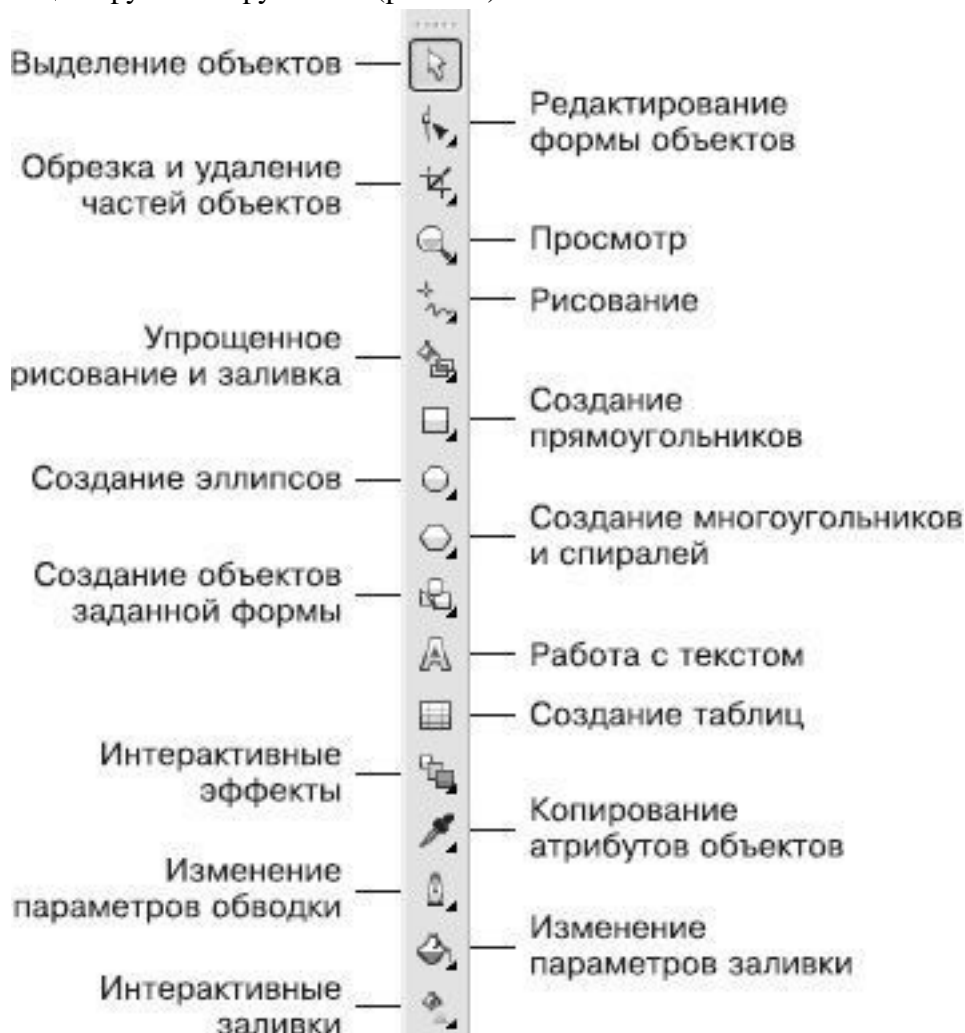 Выделение объектов
Редактирование
формы объектов
Обрезка и удаление
частей объектов
Просмотр
Рисование
Упрощенное
рисование и заливка
Создание
прямоугольников
Создание эллипсов
Создание многоугольников
и спиралей
Создание объектов
заданной формы
Работа с текстом
Создание таблиц
Интерактивные
эффекты
Копирование
атрибутов объектов
Изменение
параметров обводки
Изменение
параметров заливки
Интерактивные
заливки